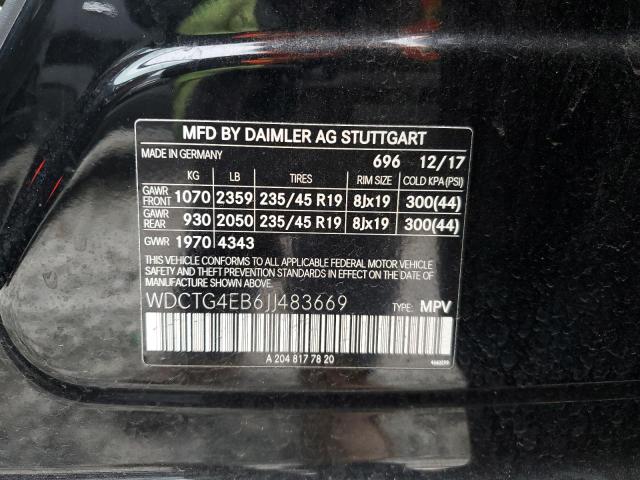 MFD BY DAIMLER AG STUTTGART
MADE IN GERMANY 696 12/17
KG LB TIRES RIM SIZE COLD KPA(PSI)
GAWR FRONT 1070 2359 235/45 R19 8Jx19 300(44)
GAWR REAR 930 2050 235/45 R19 8Jx19 300(44)
GVWR 1970 4343
THIS VEHICLE CONFORMS TO ALL APPLICABLE FEDERAL MOTOR VEHICLE
SAFETY AND THEFT PREVENTION STANDARDS IN EFFECT ON THE DATE OF
MANUFACTURE SHOWN ABOVE.
WDCTG4EB6JJ483669 TYPE: MPV
A 204 817 78 20